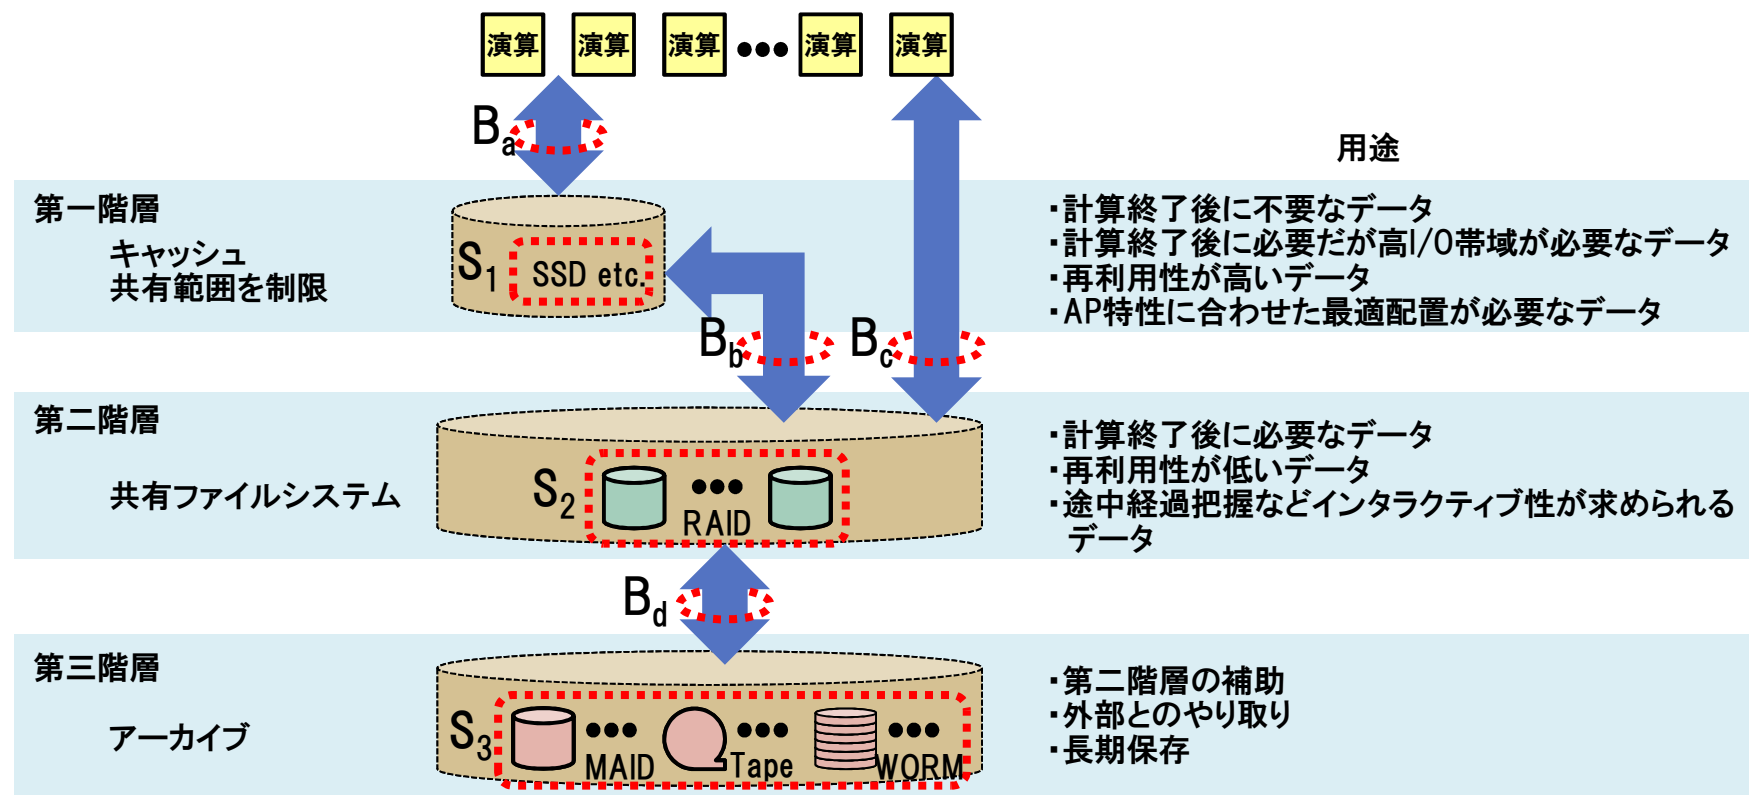 演算 演算 演算 ●●● 演算 演算
Ba
用途
第一階層
キャッシュ
共有範囲を制限
S1
SSD etc.
・計算終了後に不要なデータ
・計算終了後に必要だが高I/O帯域が必要なデータ
・再利用性が高いデータ
・AP特性に合わせた最適配置が必要なデータ
Bb
Bc
第二階層
共有ファイルシステム
S2
●●●
RAID
・計算終了後に必要なデータ
・再利用性が低いデータ
・途中経過把握などインタラクティブ性が求められる
データ
Bd
第三階層
アーカイブ
S3
●●● ●●● ●●●
MAID Tape WORM
・第二階層の補助
・外部とのやり取り
・長期保存